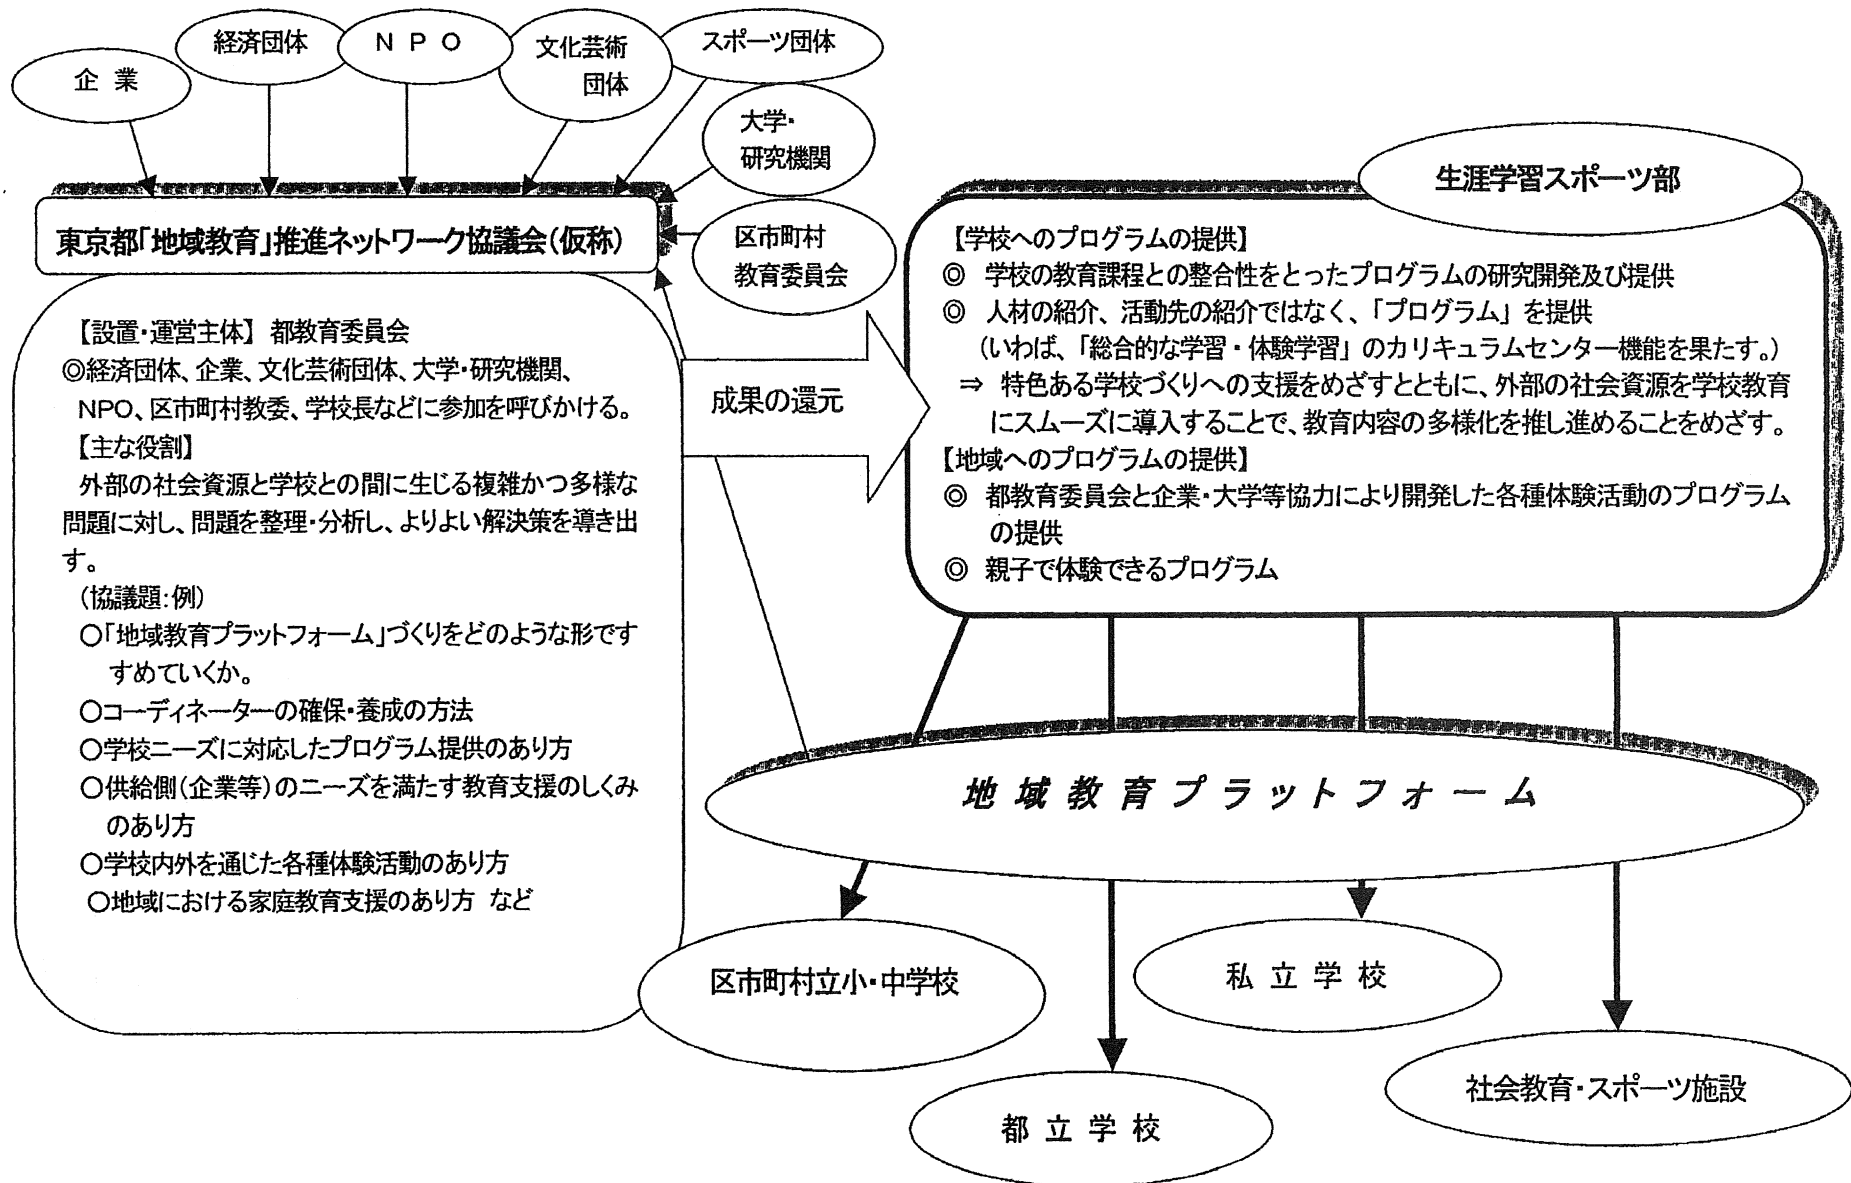 企 業
経済団体
N P O
文化芸術
団体
スポーツ団体
大学・
研究機関
区市町村
教育委員会
東京都「地域教育」推進ネットワーク協議会(仮称)
【設置・運営主体】 都教育委員会
◎経済団体、企業、文化芸術団体、大学・研究機関、
NPO、区市町村教委、学校長などに参加を呼びかける。
【主な役割】
外部の社会資源と学校との間に生じる複雑かつ多様な
問題に対し、問題を整理・分析し、よりよい解決策を導き出
す。
(協議題:例)
○「地域教育プラットフォーム」づくりをどのような形です
すめていくか。
○コーディネーターの確保・養成の方法
○学校ニーズに対応したプログラム提供のあり方
○供給側(企業等)のニーズを満たす教育支援のしくみ
のあり方
○学校内外を通じた各種体験活動のあり方
○地域における家庭教育支援のあり方 など
成果の還元
生涯学習スポーツ部
【学校へのプログラムの提供】
◎ 学校の教育課程との整合性をとったプログラムの研究開発及び提供
◎ 人材の紹介、活動先の紹介ではなく、「プログラム」を提供
(いわば、「総合的な学習・体験学習」のカリキュラムセンター機能を果たす。)
⇒ 特色ある学校づくりへの支援をめざすとともに、外部の社会資源を学校教育
にスムーズに導入することで、教育内容の多様化を推し進めることをめざす。
【地域へのプログラムの提供】
◎ 都教育委員会と企業・大学等協力により開発した各種体験活動のプログラム
の提供
◎ 親子で体験できるプログラム
地域教育プラットフォーム
区市町村立小・中学校
都立学校
私立学校
社会教育・スポーツ施設